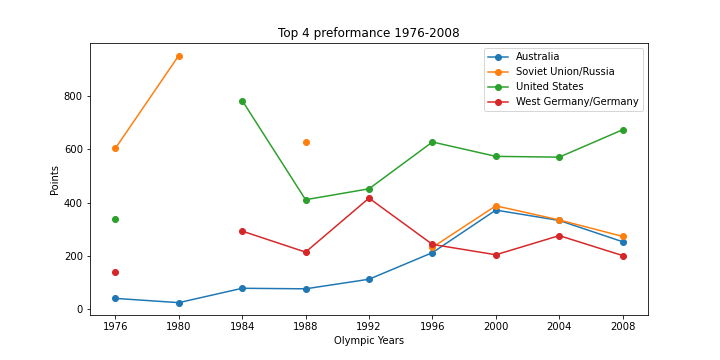 Top 4 preformance 1976-2008
Australia
Soviet Union/Russia
United States
West Germany/Germany
Points
800
600
400
200
0
1976 1980 1984 1988 1992 1996 2000 2004 2008
Olympic Years